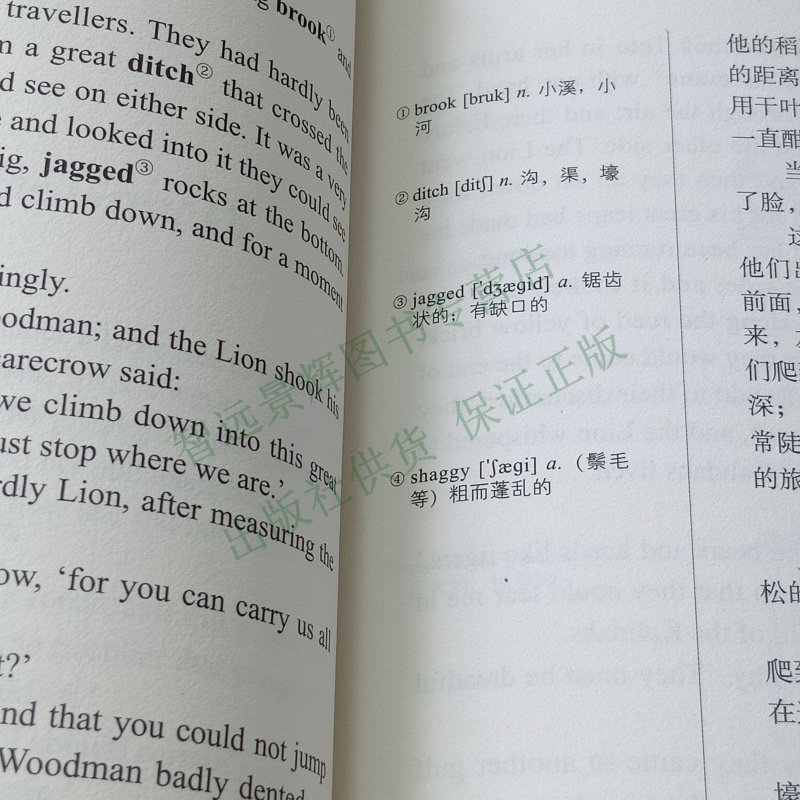 brook① and
travellers. They had hardly been
a great ditch② that crossed the
see on either side. It was a very
and looked into it they could see
jagged③ rocks at the bottom.
climb down, and for a moment
and the Lion shook his
said:
we climb down into this great
stop where we are.’
Lion, after measuring the
‘for you can carry us all
and that you could not jump
Woodman badly dented
① brook [bruk] n. 小溪，小
河
② ditch [ditʃ] n. 沟，渠，壕
沟
③ jagged ['dʒægid] a. 锯齿
状的；有缺口的
④ shaggy ['ʃægi] a.（鬃毛
等）粗而蓬乱的
他的稻
的距离
用干叶
一直酣
当
了脸，
这
他们出
前面，
来，
们爬
深；
常陡
的旅
松的
爬到
在
壕
智远景辉图书专营店
出版社供货 保证正版